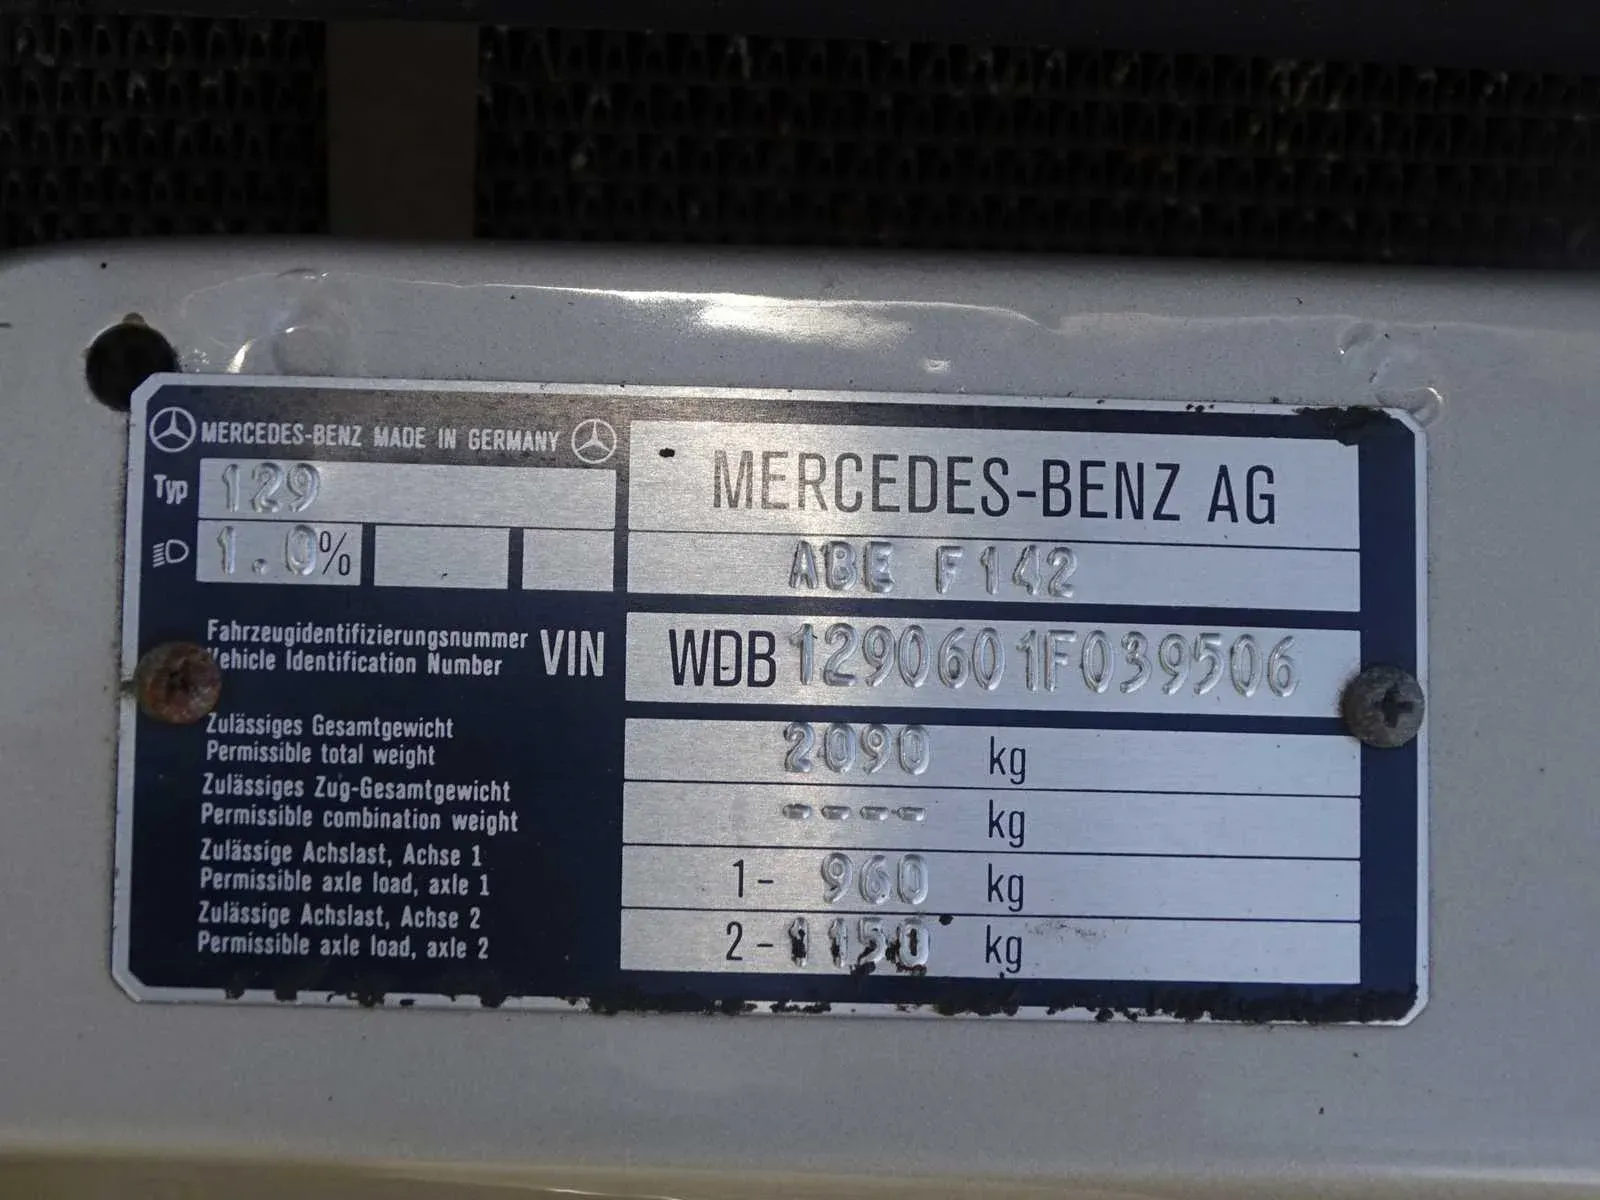 MERCEDES-BENZ MADE IN GERMANY
Typ 129
1.0%
MERCEDES-BENZ AG
ABE F142
Fahrzeugidentifizierungsnummer
Vehicle Identification Number
VIN
WDB1290601F039506
Zulässiges Gesamtgewicht
Permissible total weight
2090 kg
Zulässiges Zug-Gesamtgewicht
Permissible combination weight
---- kg
Zulässige Achslast, Achse 1
Permissible axle load, axle 1
1- 960 kg
Zulässige Achslast, Achse 2
Permissible axle load, axle 2
2- 1150 kg